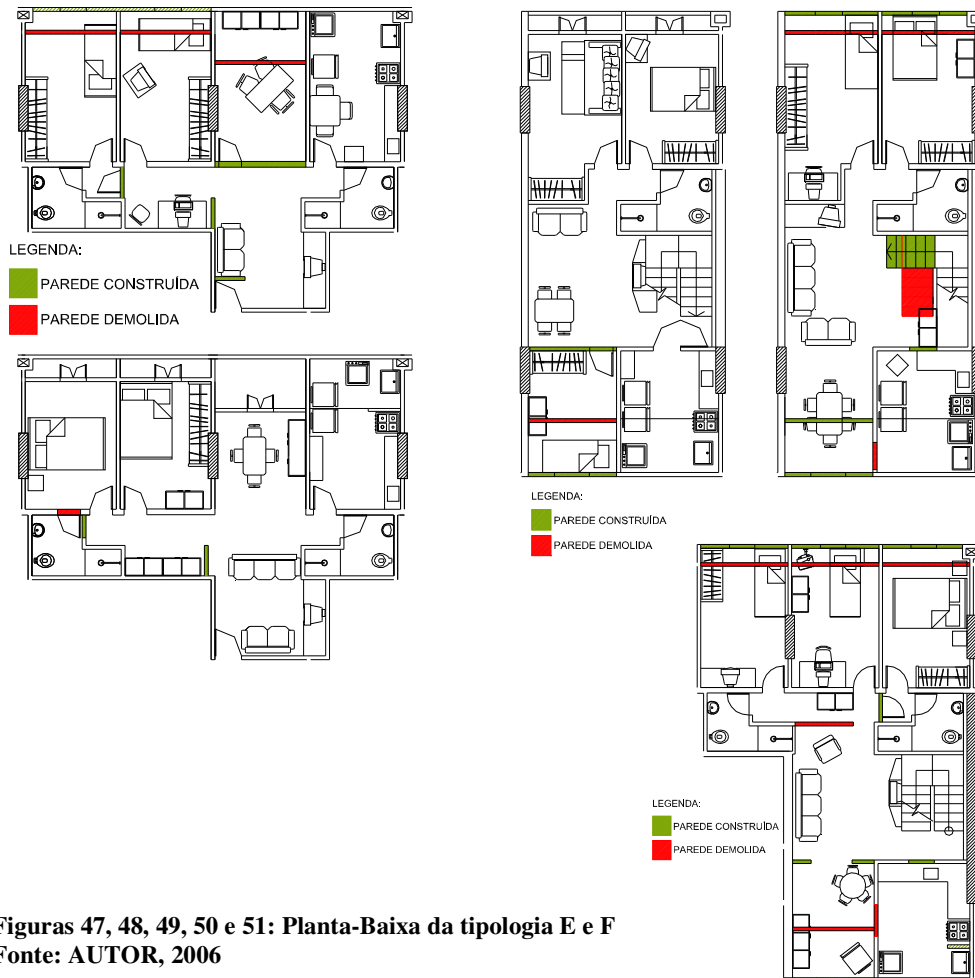 LEGENDA:
PAREDE CONSTRUÍDA
PAREDE DEMOLIDA
LEGENDA:
PAREDE CONSTRUÍDA
PAREDE DEMOLIDA
LEGENDA:
PAREDE CONSTRUÍDA
PAREDE DEMOLIDA
Figuras 47, 48, 49, 50 e 51: Planta-Baixa da tipologia E e F
Fonte: AUTOR, 2006